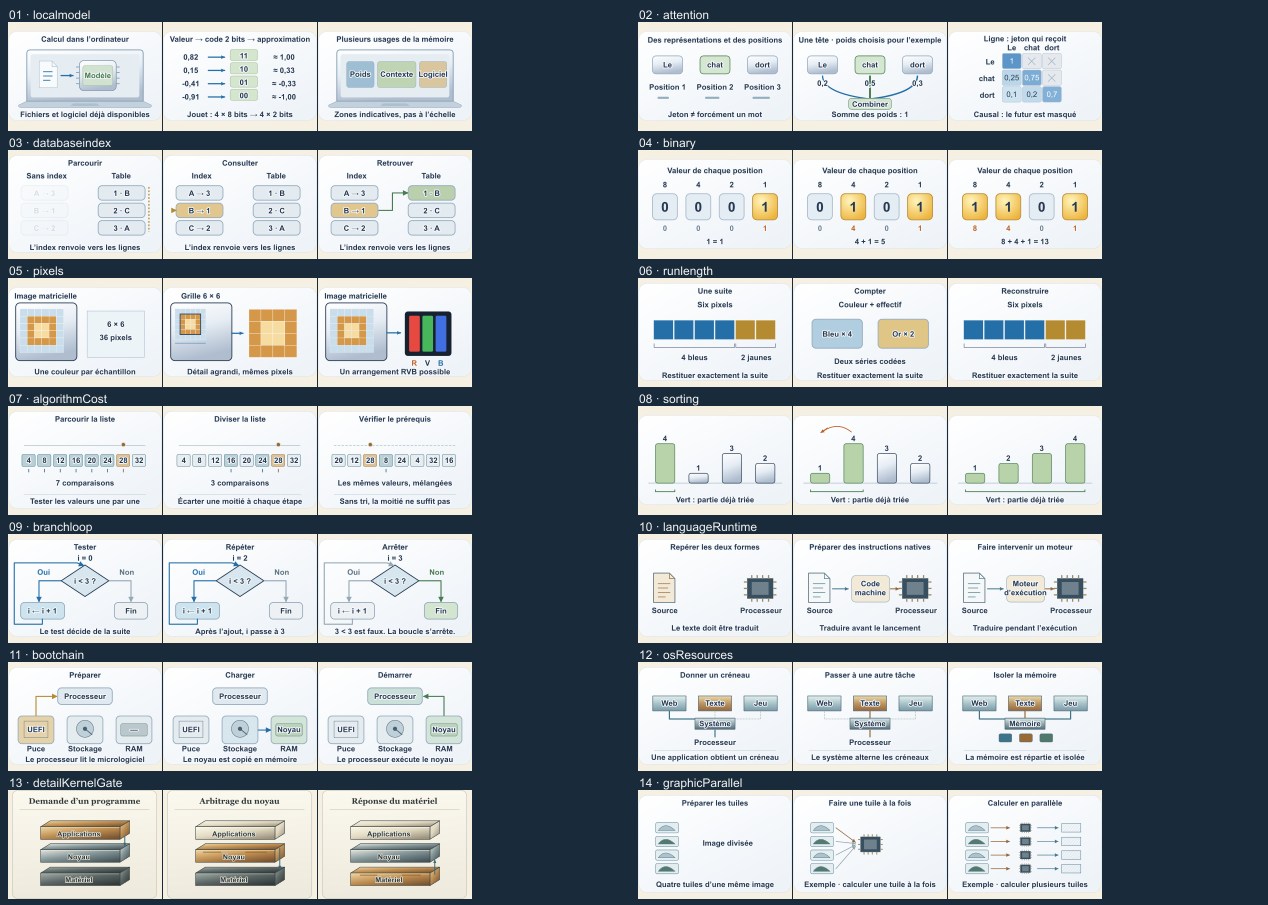 01 · localmodel
Calcul dans l'ordinateur
Modèle
Fichiers et logiciel déjà disponibles
Valeur → code 2 bits → approximation
0,82 11 ≈ 1,00
0,15 10 ≈ 0,33
-0,41 01 ≈ -0,33
-0,91 00 ≈ -1,00
Jouet : 4 × 8 bits → 4 × 2 bits
Plusieurs usages de la mémoire
Poids Contexte Logiciel
Zones indicatives, pas à l'échelle
02 · attention
Des représentations et des positions
Le chat dort
Position 1 Position 2 Position 3
Jeton ≠ forcément un mot
Une tête · poids choisis pour l'exemple
Le chat dort
0,2 0,5 0,3
Combiner
Somme des poids : 1
Ligne : jeton qui reçoit
Le chat dort
Le 1
chat 0,25 0,75
dort 0,1 0,2 0,7
Causal : le futur est masqué
03 · databaseindex
Parcourir
Sans index Table
A → 3 1 · B
B → 1 2 · C
C → 2 3 · A
L'index renvoie vers les lignes
Consulter
Index Table
A → 3 1 · B
B → 1 2 · C
C → 2 3 · A
L'index renvoie vers les lignes
Retrouver
Index Table
A → 3 1 · B
B → 1 2 · C
C → 2 3 · A
L'index renvoie vers les lignes
04 · binary
Valeur de chaque position
8 4 2 1
0 0 0 1
0 0 0 1
1 = 1
Valeur de chaque position
8 4 2 1
0 1 0 1
0 4 0 1
4 + 1 = 5
Valeur de chaque position
8 4 2 1
1 1 0 1
8 4 0 1
8 + 4 + 1 = 13
05 · pixels
Image matricielle
6 × 6
36 pixels
Une couleur par échantillon
Grille 6 × 6
Détail agrandi, mêmes pixels
Image matricielle
R V B
Un arrangement RVB possible
06 · runlength
Une suite
Six pixels
4 bleus 2 jaunes
Restituer exactement la suite
Compter
Couleur + effectif
Bleu × 4 Or × 2
Deux séries codées
Restituer exactement la suite
Reconstruire
Six pixels
4 bleus 2 jaunes
Restituer exactement la suite
07 · algorithmCost
Parcourir la liste
4 8 12 16 20 24 28 32
7 comparaisons
Tester les valeurs une par une
Diviser la liste
4 8 12 16 20 24 28 32
3 comparaisons
Écarter une moitié à chaque étape
Vérifier le prérequis
20 12 28 8 24 4 32 16
Les mêmes valeurs, mélangées
Sans tri, la moitié ne suffit pas
08 · sorting
4 1 3 2
Vert : partie déjà triée
1 4 3 2
Vert : partie déjà triée
1 2 3 4
Vert : partie déjà triée
09 · branchloop
Tester
i = 0
Oui i < 3 ? Non
i ← i + 1 Fin
Le test décide de la suite
Répéter
i = 2
Oui i < 3 ? Non
i ← i + 1 Fin
Après l'ajout, i passe à 3
Arrêter
i = 3
Oui i < 3 ? Non
i ← i + 1 Fin
3 < 3 est faux. La boucle s'arrête.
10 · languageRuntime
Repérer les deux formes
Source Processeur
Le texte doit être traduit
Préparer des instructions natives
Code
machine
Source Processeur
Traduire avant le lancement
Faire intervenir un moteur
Moteur
d'exécution
Source Processeur
Traduire pendant l'exécution
11 · bootchain
Préparer
Processeur
UEFI —
Puce Stockage RAM
Le processeur lit le micrologiciel
Charger
Processeur
UEFI Noyau
Puce Stockage RAM
Le noyau est copié en mémoire
Démarrer
Processeur
UEFI Noyau
Puce Stockage RAM
Le processeur exécute le noyau
12 · osResources
Donner un créneau
Web Texte Jeu
Système
Processeur
Une application obtient un créneau
Passer à une autre tâche
Web Texte Jeu
Système
Processeur
Le système alterne les créneaux
Isoler la mémoire
Web Texte Jeu
Mémoire
La mémoire est répartie et isolée
13 · detailKernelGate
Demande d'un programme
Applications
Noyau
Matériel
Arbitrage du noyau
Applications
Noyau
Matériel
Réponse du matériel
Applications
Noyau
Matériel
14 · graphicParallel
Préparer les tuiles
Image divisée
Quatre tuiles d'une même image
Faire une tuile à la fois
Exemple · calculer une tuile à la fois
Calculer en parallèle
Exemple · calculer plusieurs tuiles